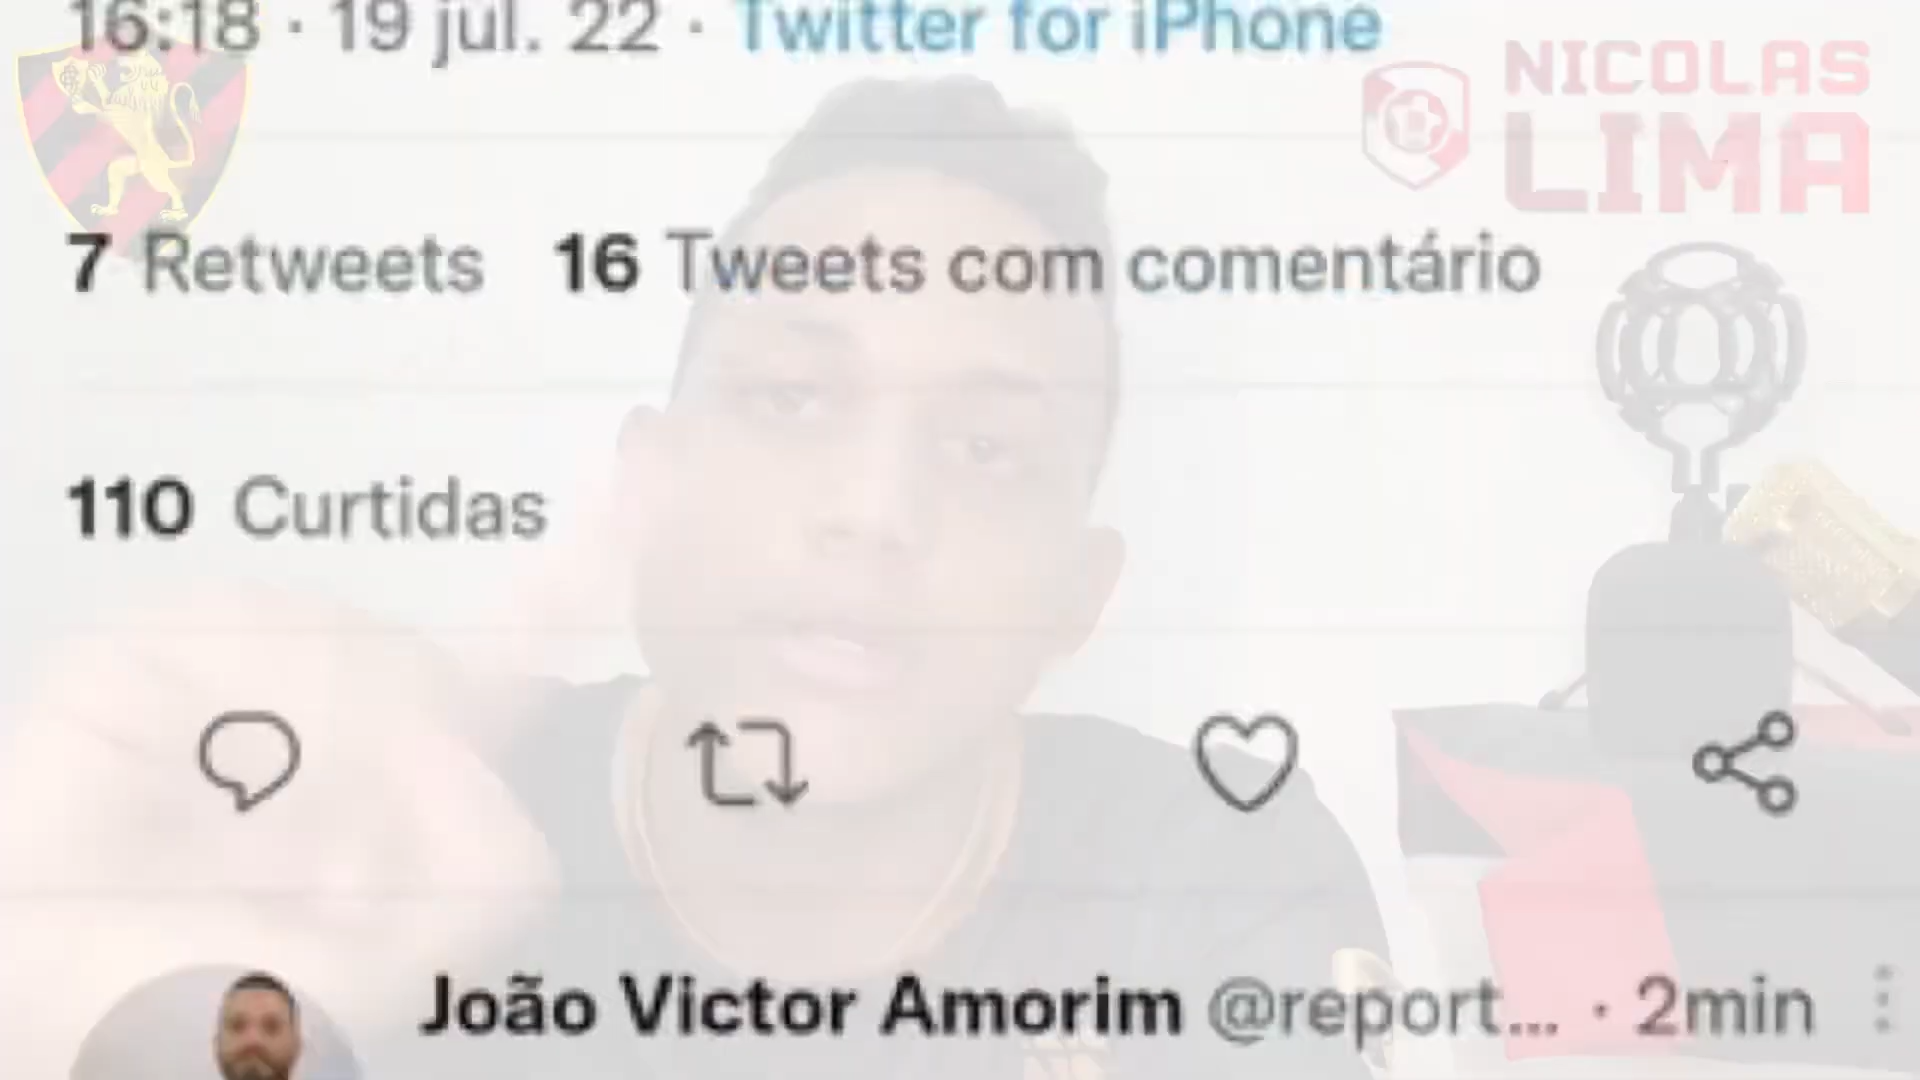 16:18 · 19 jul. 22 · Twitter for iPhone
NICOLAS
LIMA
7 Retweets 16 Tweets com comentário
110 Curtidas
João Victor Amorim @report... · 2min